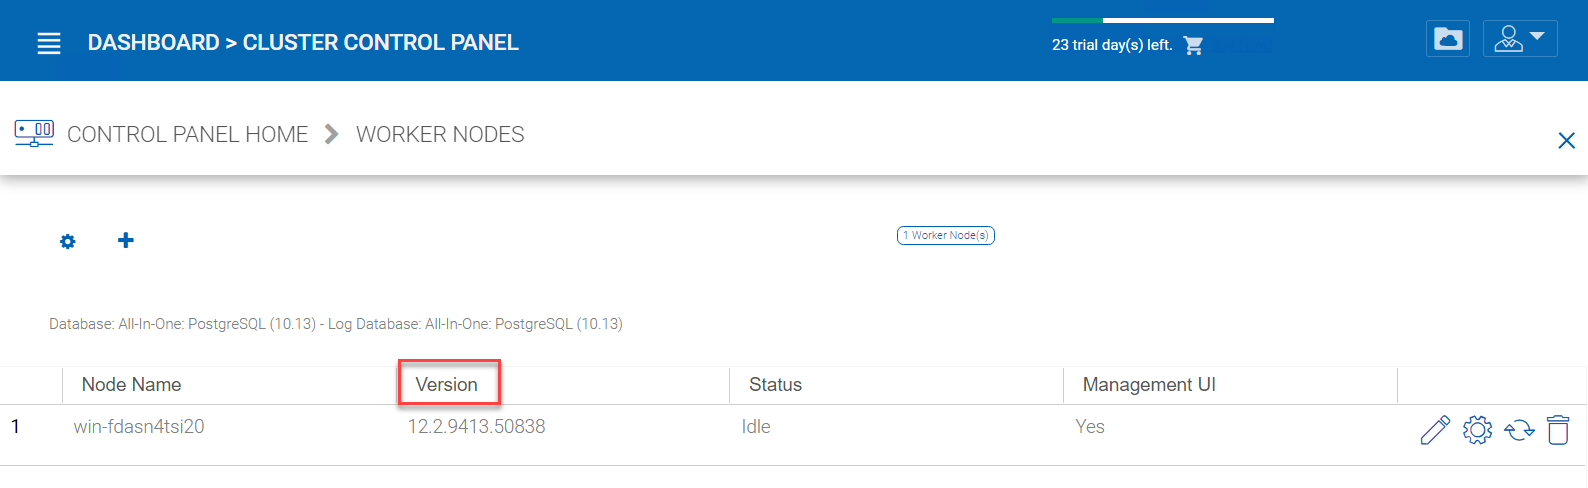 DASHBOARD > CLUSTER CONTROL PANEL
23 trial day(s) left.
CONTROL PANEL HOME WORKER NODES
1 Worker Node(s)
Database: All-In-One: PostgreSQL (10.13) - Log Database: All-In-One: PostgreSQL (10.13)
Node Name Version Status Management UI
1 win-fdasn4tsi20 12.2.9413.50838 Idle Yes